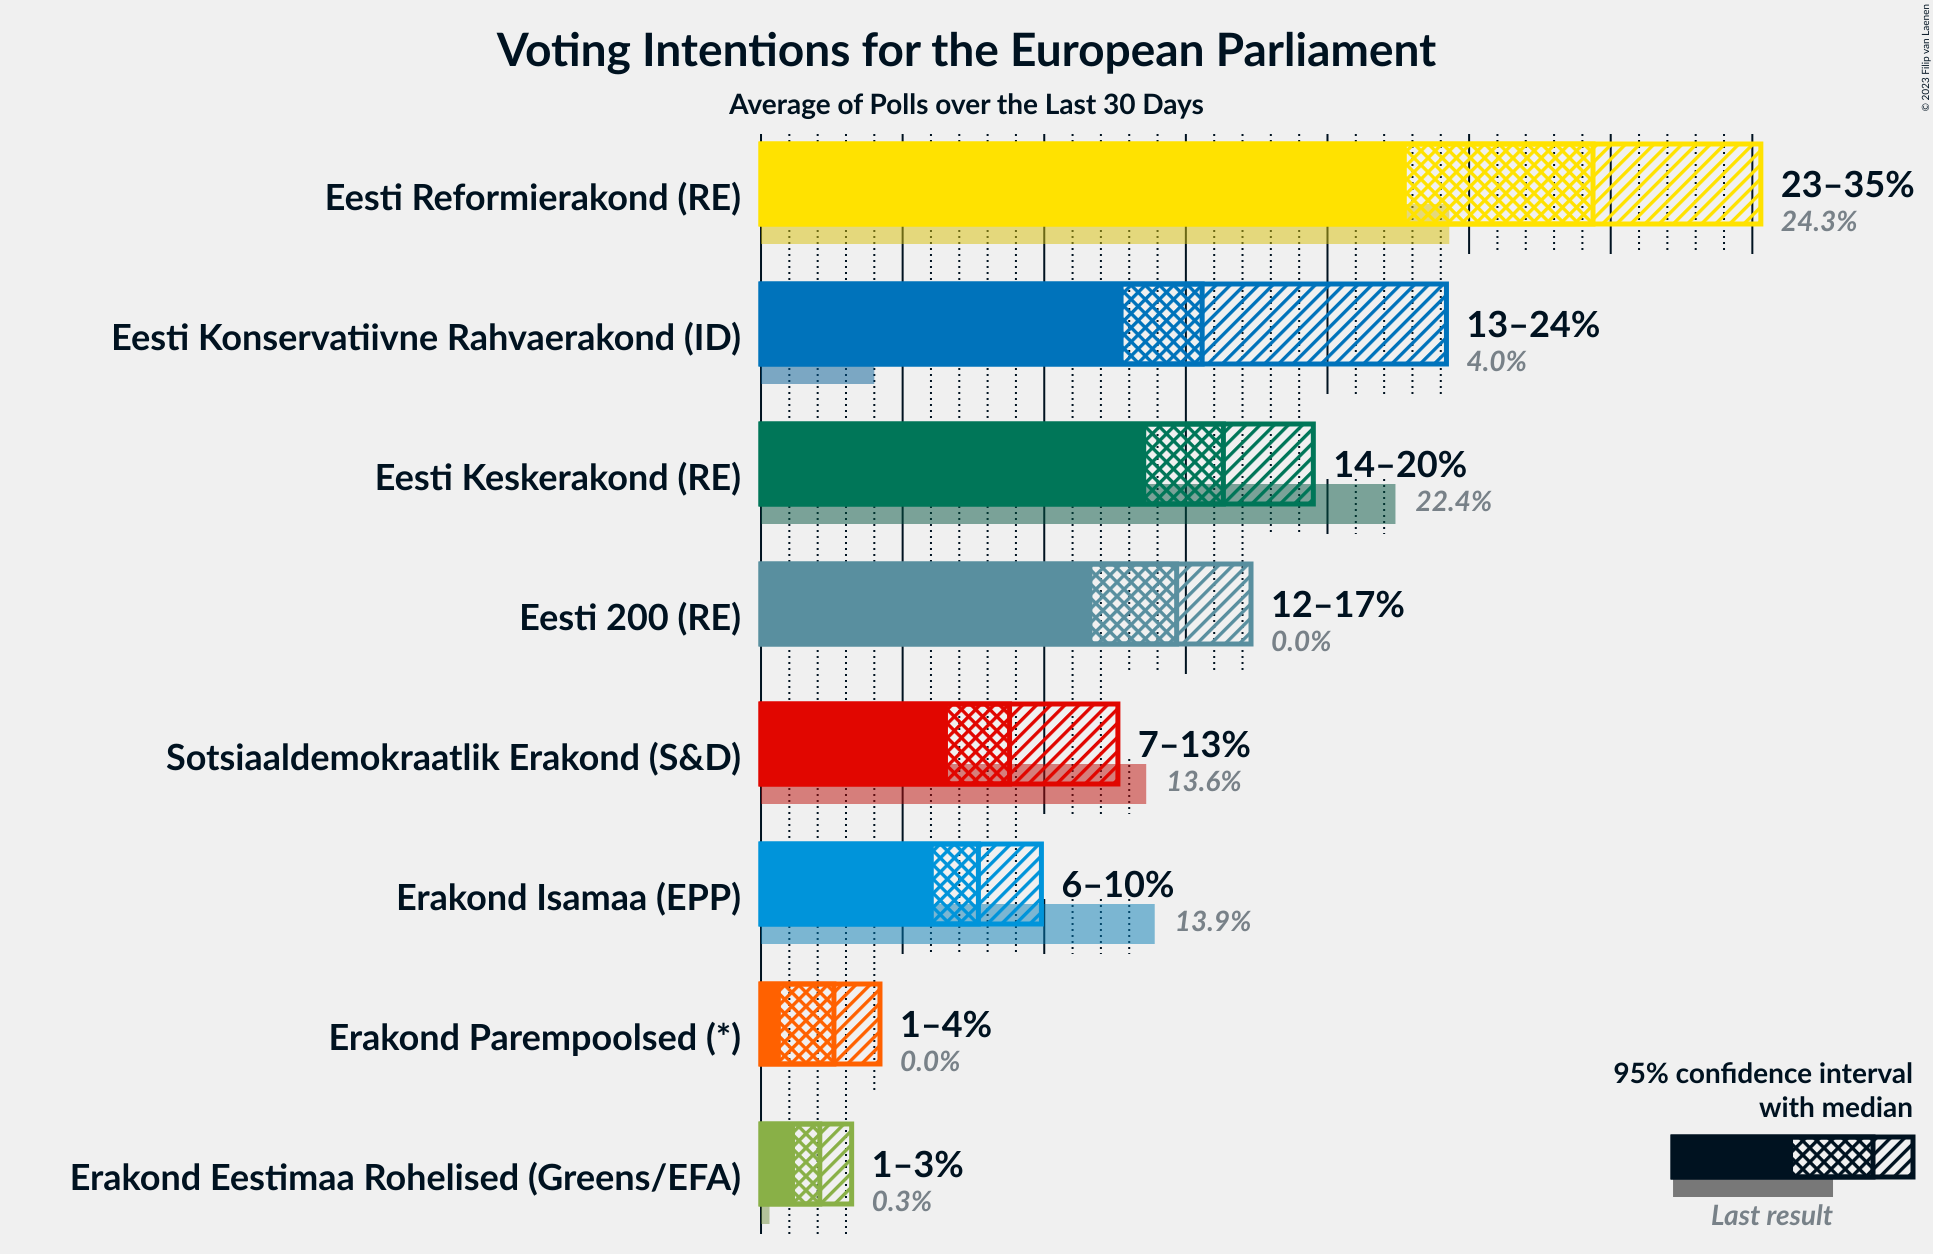 Voting Intentions for the European Parliament
Average of Polls over the Last 30 Days
© 2023 Filip van Laenen
Eesti Reformierakond (RE)
23–35%
24.3%
Eesti Konservatiivne Rahvaerakond (ID)
13–24%
4.0%
Eesti Keskerakond (RE)
14–20%
22.4%
Eesti 200 (RE)
12–17%
0.0%
Sotsiaaldemokraatlik Erakond (S&D)
7–13%
13.6%
Erakond Isamaa (EPP)
6–10%
13.9%
Erakond Parempoolsed (*)
1–4%
0.0%
Erakond Eestimaa Rohelised (Greens/EFA)
1–3%
0.3%
95% confidence interval
with median
Last result